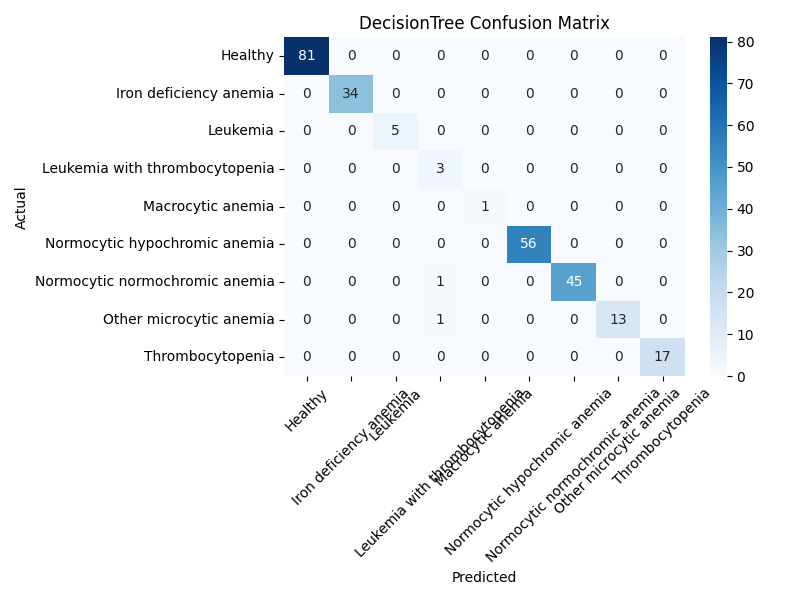 DecisionTree Confusion Matrix
Actual
Healthy 81 0 0 0 0 0 0 0 0
Iron deficiency anemia 0 34 0 0 0 0 0 0 0
Leukemia 0 0 5 0 0 0 0 0 0
Leukemia with thrombocytopenia 0 0 0 3 0 0 0 0 0
Macrocytic anemia 0 0 0 0 1 0 0 0 0
Normocytic hypochromic anemia 0 0 0 0 0 56 0 0 0
Normocytic normochromic anemia 0 0 0 1 0 0 45 0 0
Other microcytic anemia 0 0 0 1 0 0 0 13 0
Thrombocytopenia 0 0 0 0 0 0 0 0 17
Healthy
Iron deficiency anemia
Leukemia
Leukemia with thrombocytopenia
Macrocytic anemia
Normocytic hypochromic anemia
Normocytic normochromic anemia
Other microcytic anemia
Thrombocytopenia
Predicted
80
70
60
50
40
30
20
10
0